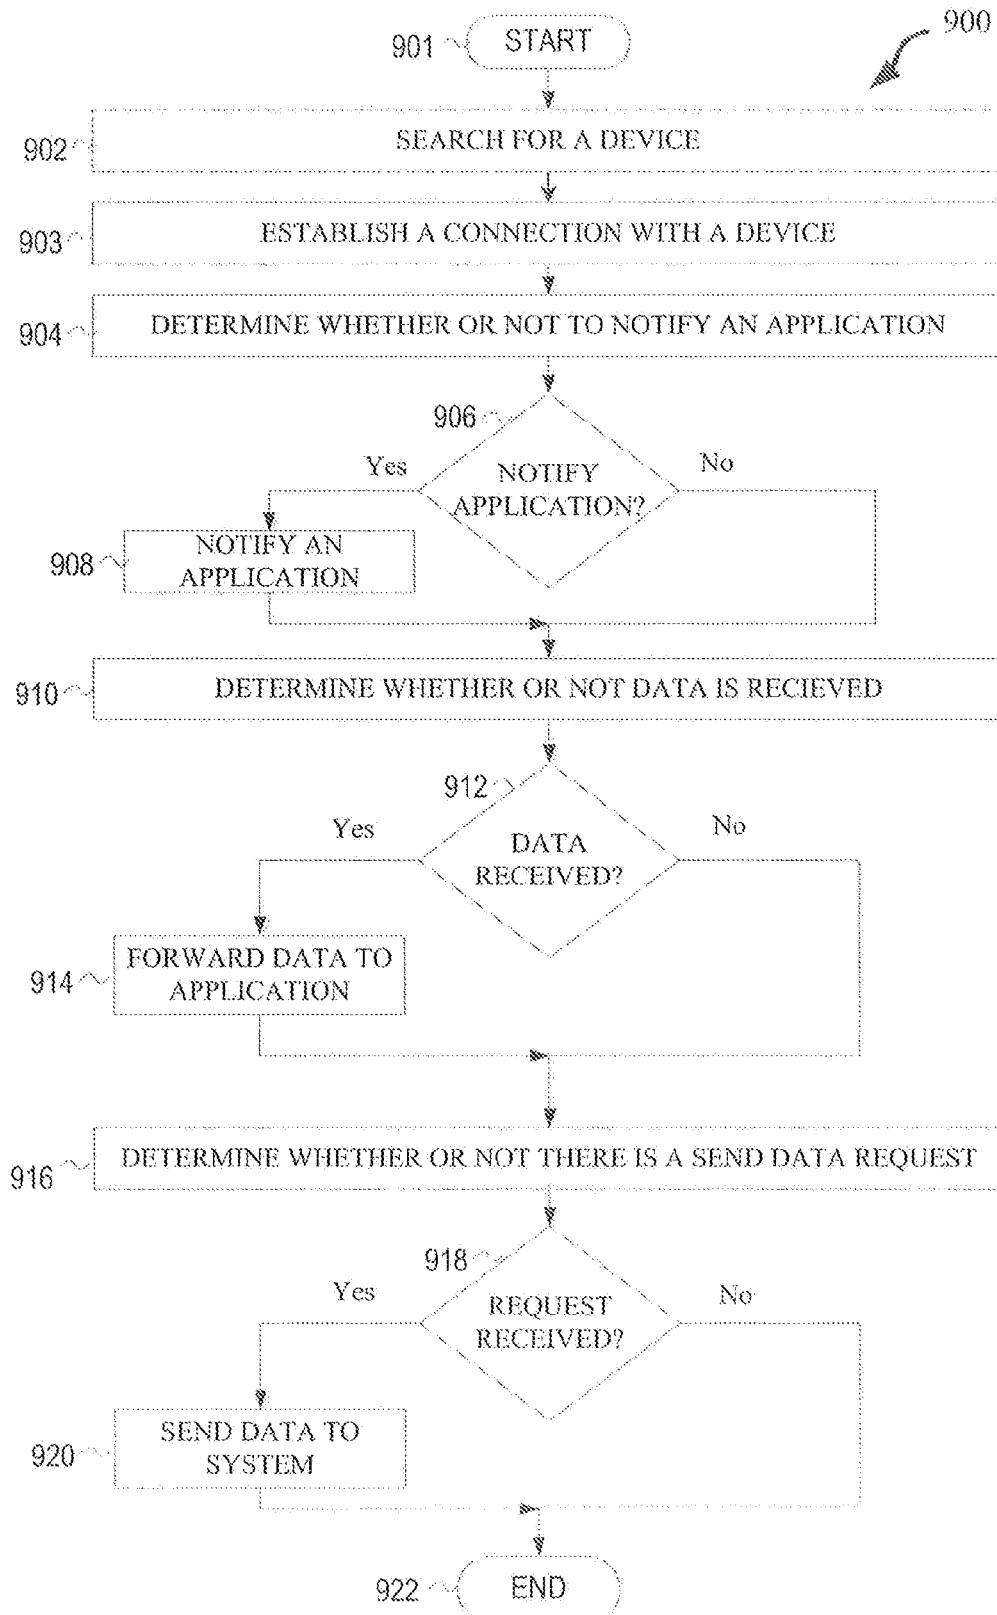 900
901 START
902 SEARCH FOR A DEVICE
903 ESTABLISH A CONNECTION WITH A DEVICE
904 DETERMINE WHETHER OR NOT TO NOTIFY AN APPLICATION
906
Yes
No
NOTIFY
APPLICATION?
908
NOTIFY AN
APPLICATION
910 DETERMINE WHETHER OR NOT DATA IS RECIEVED
912
Yes
No
DATA
RECEIVED?
914
FORWARD DATA TO
APPLICATION
916 DETERMINE WHETHER OR NOT THERE IS A SEND DATA REQUEST
918
Yes
No
REQUEST
RECEIVED?
920
SEND DATA TO
SYSTEM
922 END